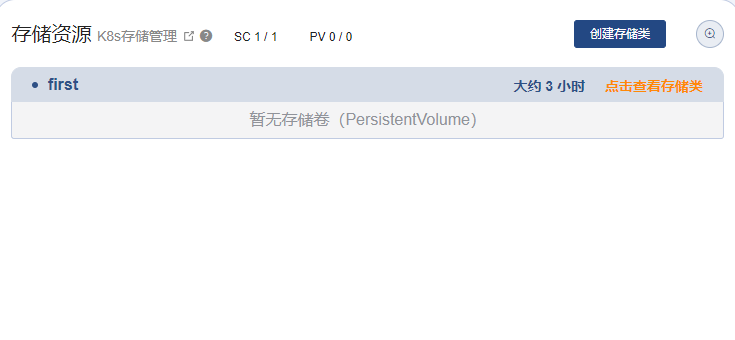 存储资源 K8s存储管理 SC 1 / 1 PV 0 / 0 创建存储类
first 大约 3 小时 点击查看存储类
暂无存储卷（PersistentVolume）